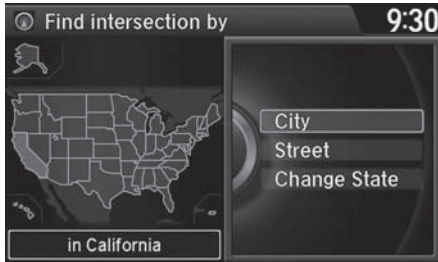 Find intersection by
9:30
City
Street
Change State
in California